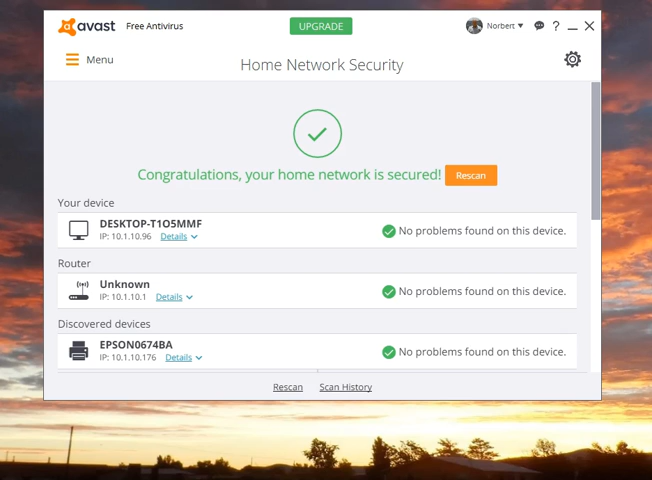 avast Free Antivirus UPGRADE Norbert ?
Menu Home Network Security
Congratulations, your home network is secured! Rescan
Your device
DESKTOP-T1O5MMF
IP: 10.1.10.96 Details No problems found on this device.
Router
Unknown
IP: 10.1.10.1 Details No problems found on this device.
Discovered devices
EPSON0674BA
IP: 10.1.10.176 Details No problems found on this device.
Rescan Scan History